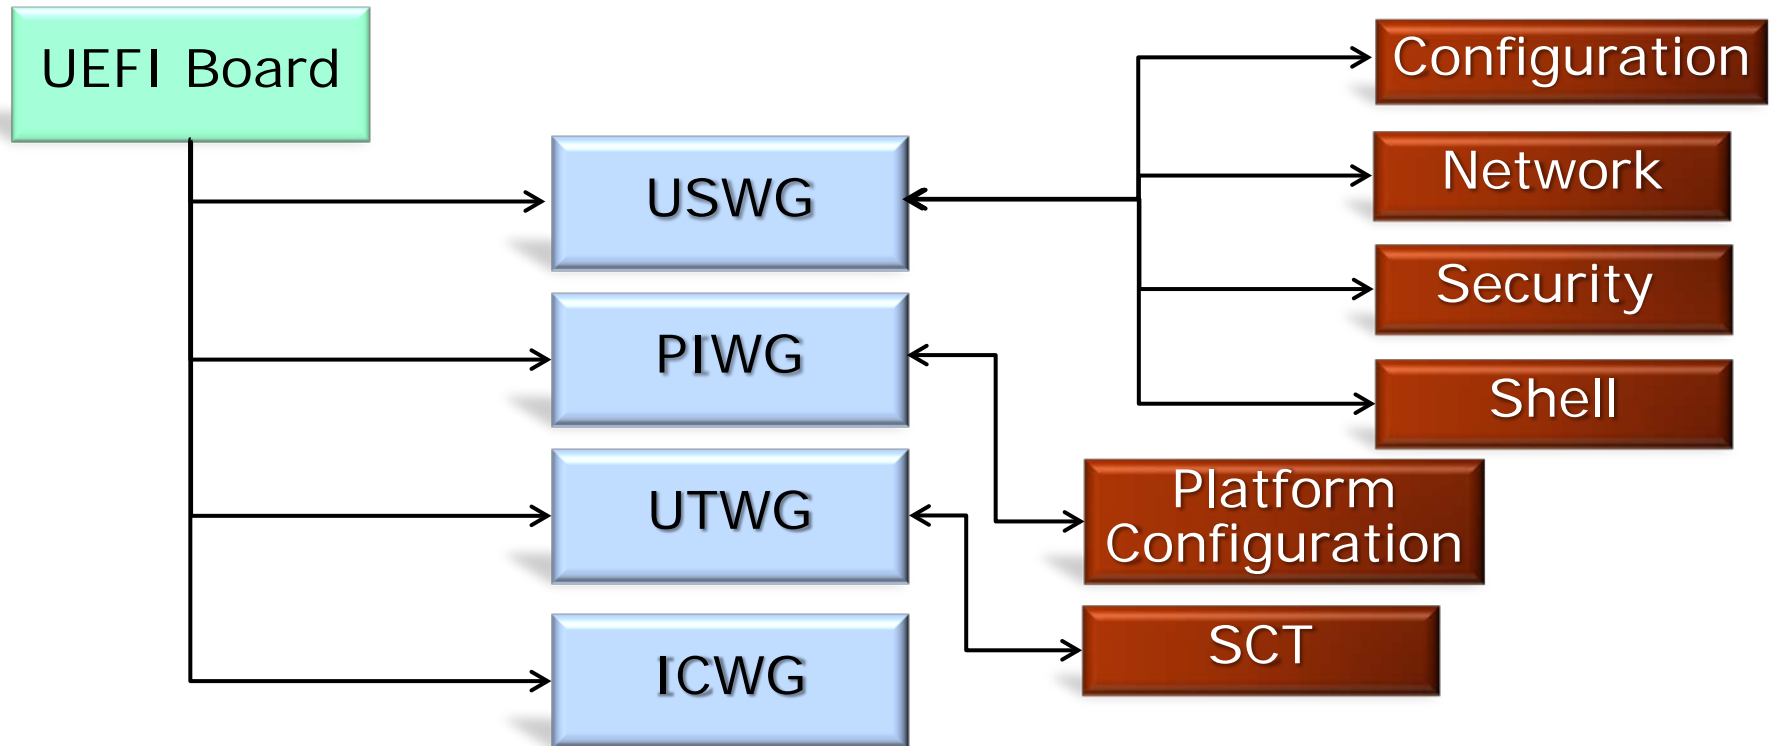 UEFI Board
USWG
PIWG
UTWG
ICWG
Configuration
Network
Security
Shell
Platform
Configuration
SCT